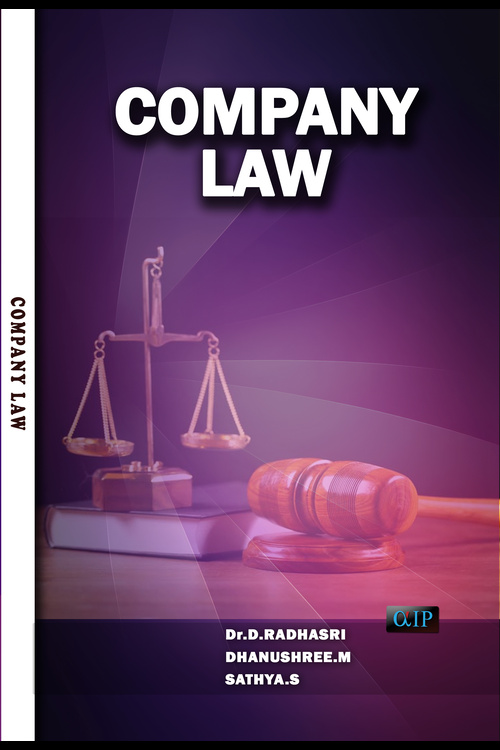 COMPANY
LAW
COMPANY LAW
αIP
Dr.D.RADHASRI
DHANUSHREE.M
SATHYA.S